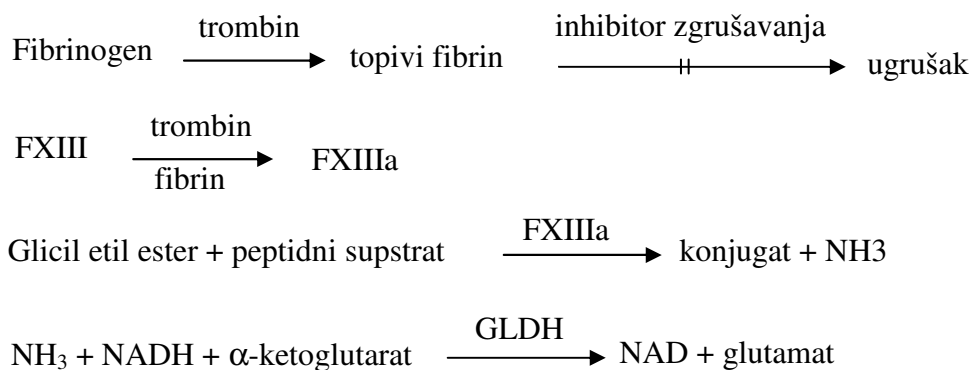 trombin inhibitor zgrušavanja
Fibrinogen topivi fibrin ugrušak
trombin
FXIII FXIIIa
fibrin
FXIIIa
Glicil etil ester + peptidni supstrat konjugat + NH3
GLDH
NH₃ + NADH + α-ketoglutarat NAD + glutamat